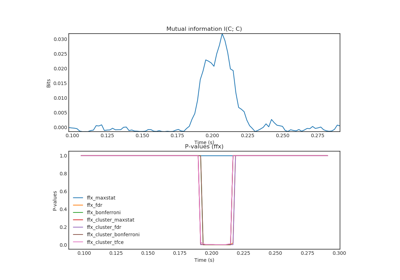 Mutual information I(C; C)
0.030
0.025
0.020
0.015
0.010
0.005
0.000
Bits
0.100 0.125 0.150 0.175 0.200 0.225 0.250 0.275
Time (s)
P-values (ffx)
1.0
0.8
0.6
0.4
0.2
0.0
P-values
ffx_maxstat
ffx_fdr
ffx_bonferroni
ffx_cluster_maxstat
ffx_cluster_fdr
ffx_cluster_bonferroni
ffx_cluster_tfce
0.100 0.125 0.150 0.175 0.200 0.225 0.250 0.275 0.300
Time (s)